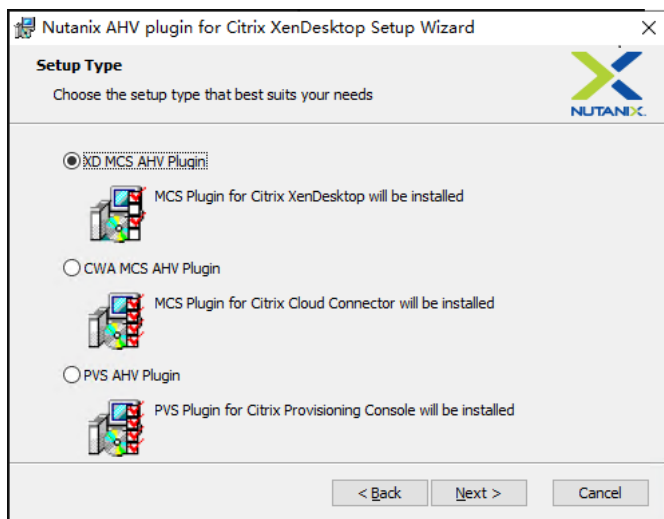 Nutanix AHV plugin for Citrix XenDesktop Setup Wizard
Setup Type
Choose the setup type that best suits your needs
NUTANIX.
XD MCS AHV Plugin
MCS Plugin for Citrix XenDesktop will be installed
CWA MCS AHV Plugin
MCS Plugin for Citrix Cloud Connector will be installed
PVS AHV Plugin
PVS Plugin for Citrix Provisioning Console will be installed
< Back Next > Cancel